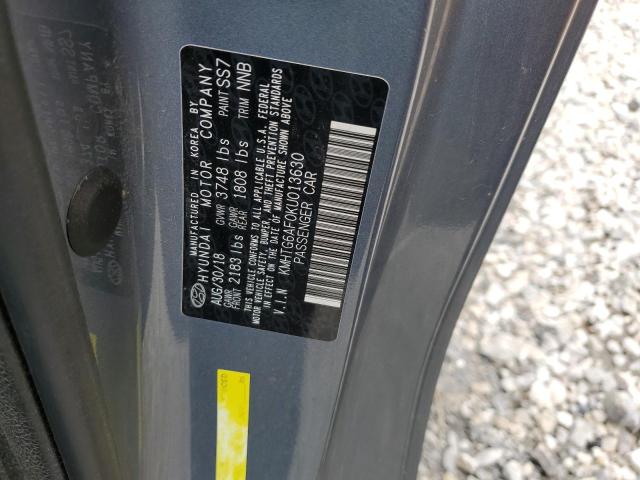 MANUFACTURED IN KOREA BY
HYUNDAI MOTOR COMPANY
AUG/30/18 GVWR 3748 lbs PAINT SS7
GAWR FRONT 2183 lbs GAWR REAR 1808 lbs TRIM NNB
THIS VEHICLE CONFORMS TO ALL APPLICABLE U.S.A. FEDERAL
MOTOR VEHICLE SAFETY, BUMPER, AND THEFT PREVENTION STANDARDS
IN EFFECT ON THE DATE OF MANUFACTURE SHOWN ABOVE
V.I.N KMHTG6AF0KU013630
PASSENGER CAR